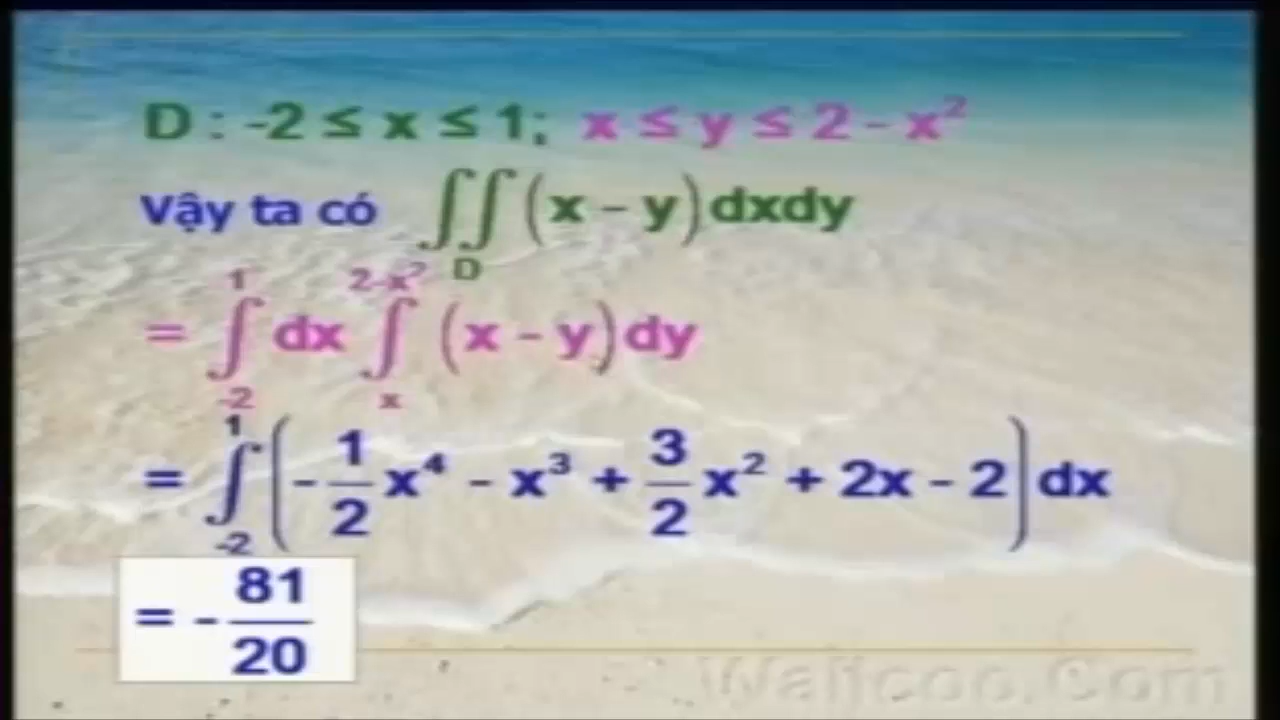 D : -2 ≤ x ≤ 1; x ≤ y ≤ 2 - x²
Vậy ta có ∬_D (x - y) dxdy
= ∫_{-2}^{1} dx ∫_{x}^{2-x²} (x - y) dy
= ∫_{-2}^{1} (-1/2 x⁴ - x³ + 3/2 x² + 2x - 2) dx
= - 81/20